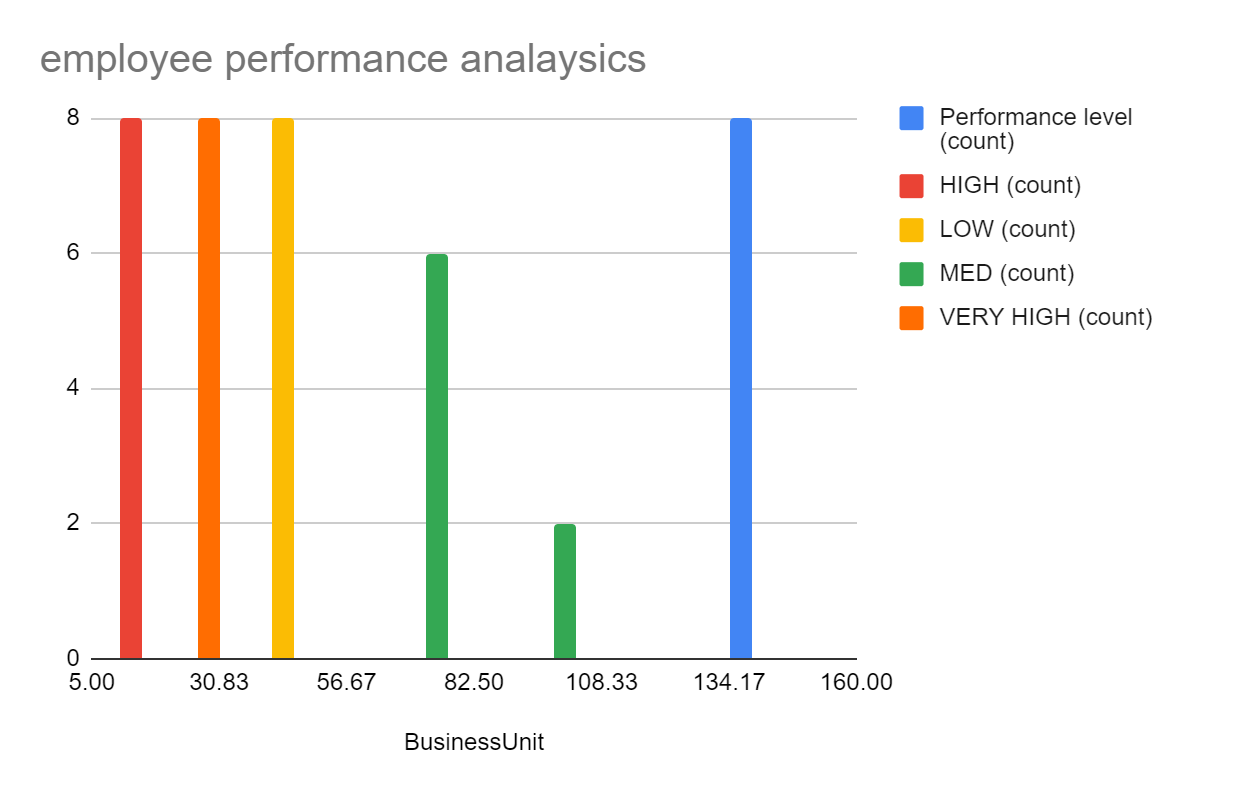 employee performance analaysics
8
6
4
2
0
5.00 30.83 56.67 82.50 108.33 134.17 160.00
BusinessUnit
Performance level
(count)
HIGH (count)
LOW (count)
MED (count)
VERY HIGH (count)